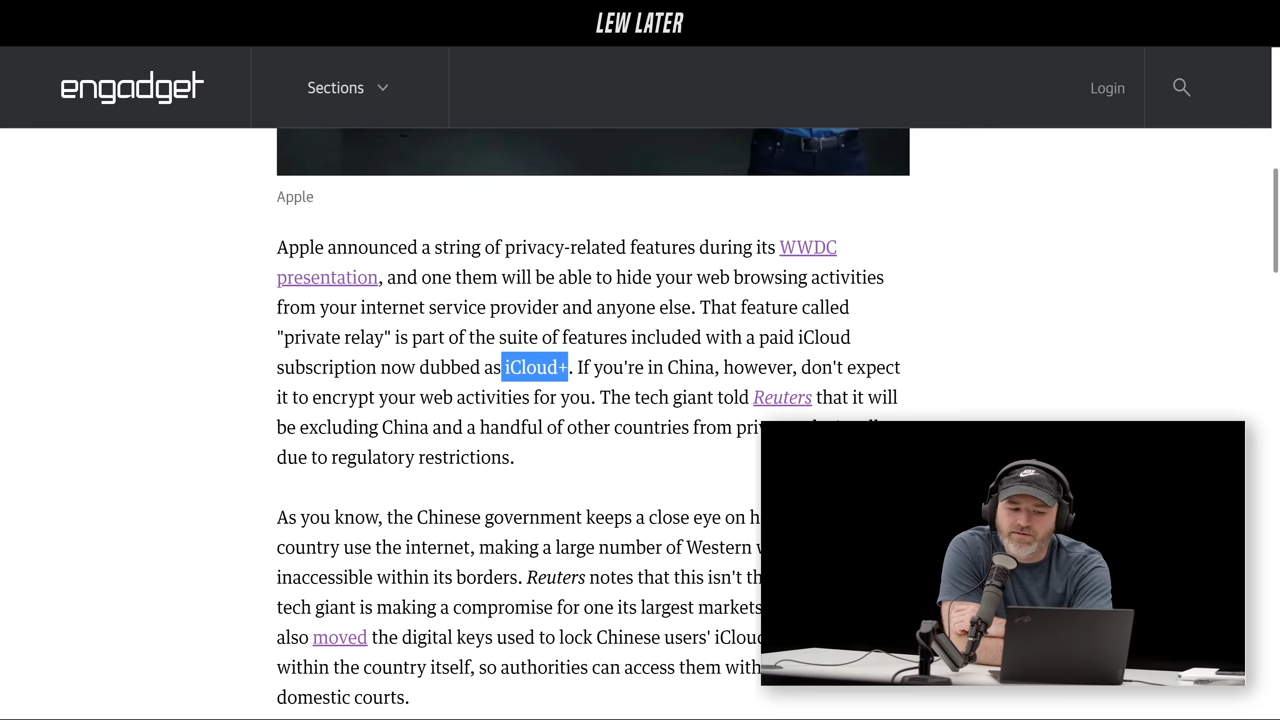 LEW LATER
engadget
Sections
Login
Apple
Apple announced a string of privacy-related features during its WWDC
presentation, and one them will be able to hide your web browsing activities
from your internet service provider and anyone else. That feature called
"private relay" is part of the suite of features included with a paid iCloud
subscription now dubbed as iCloud+. If you're in China, however, don't expect
it to encrypt your web activities for you. The tech giant told Reuters that it will
be excluding China and a handful of other countries from
due to regulatory restrictions.
As you know, the Chinese government keeps a close eye on
country use the internet, making a large number of Western
inaccessible within its borders. Reuters notes that this isn't
tech giant is making a compromise for one its largest markets
also moved the digital keys used to lock Chinese users' iCloud
within the country itself, so authorities can access them
domestic courts.